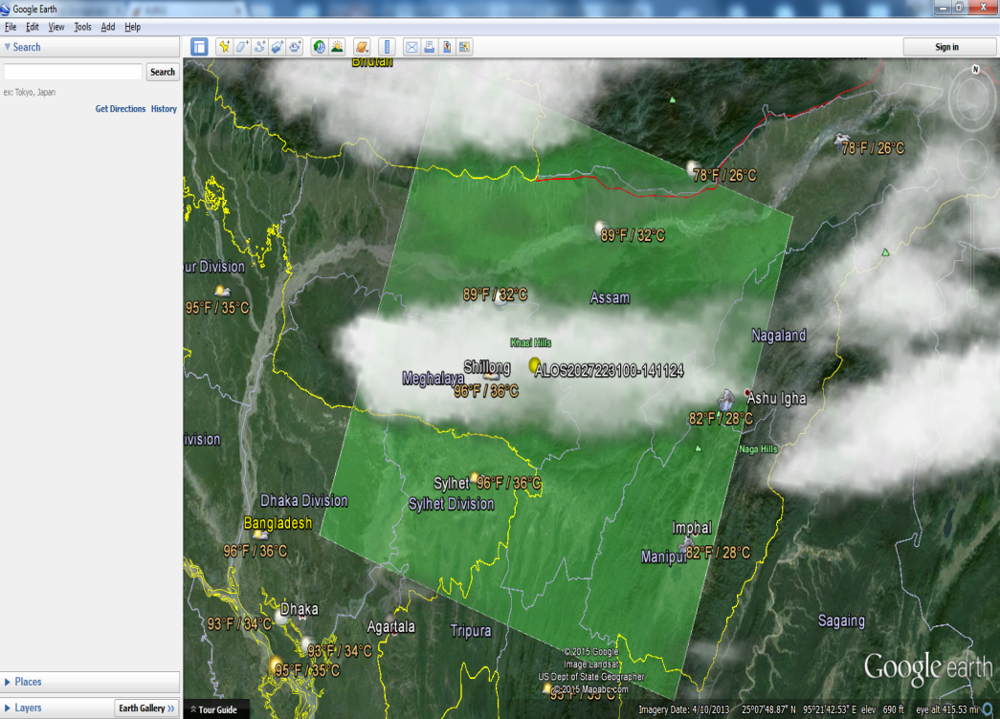 Google Earth
File Edit View Tools Add Help
Search
Search
ex: Tokyo, Japan
Get Directions History
Sign in
Bhutan
N
78°F / 26°C
78°F / 26°C
89°F / 32°C
ur Division
89°F / 32°C
Assam
95°F / 35°C
Nagaland
Khasi Hills
Shillong
ALOS2027223100-141124
Meghalaya
96°F / 36°C
Ashu Igha
82°F / 28°C
ivision
Naga Hills
Sylhet 96°F / 36°C
Dhaka Division
Sylhet Division
Bangladesh
Imphal
96°F / 36°C
Manipur 82°F / 28°C
Dhaka
93°F / 34°C
Agartala
Tripura
Sagaing
93°F / 34°C
95°F / 35°C
© 2015 Google
Image Landsat
US Dept of State Geographer
© 2015 Mapabc.com
Google earth
Places
Layers
Earth Gallery
Tour Guide
Imagery Date: 4/10/2013 25°07'48.87" N 95°21'42.53" E elev 690 ft eye alt 415.53 mi